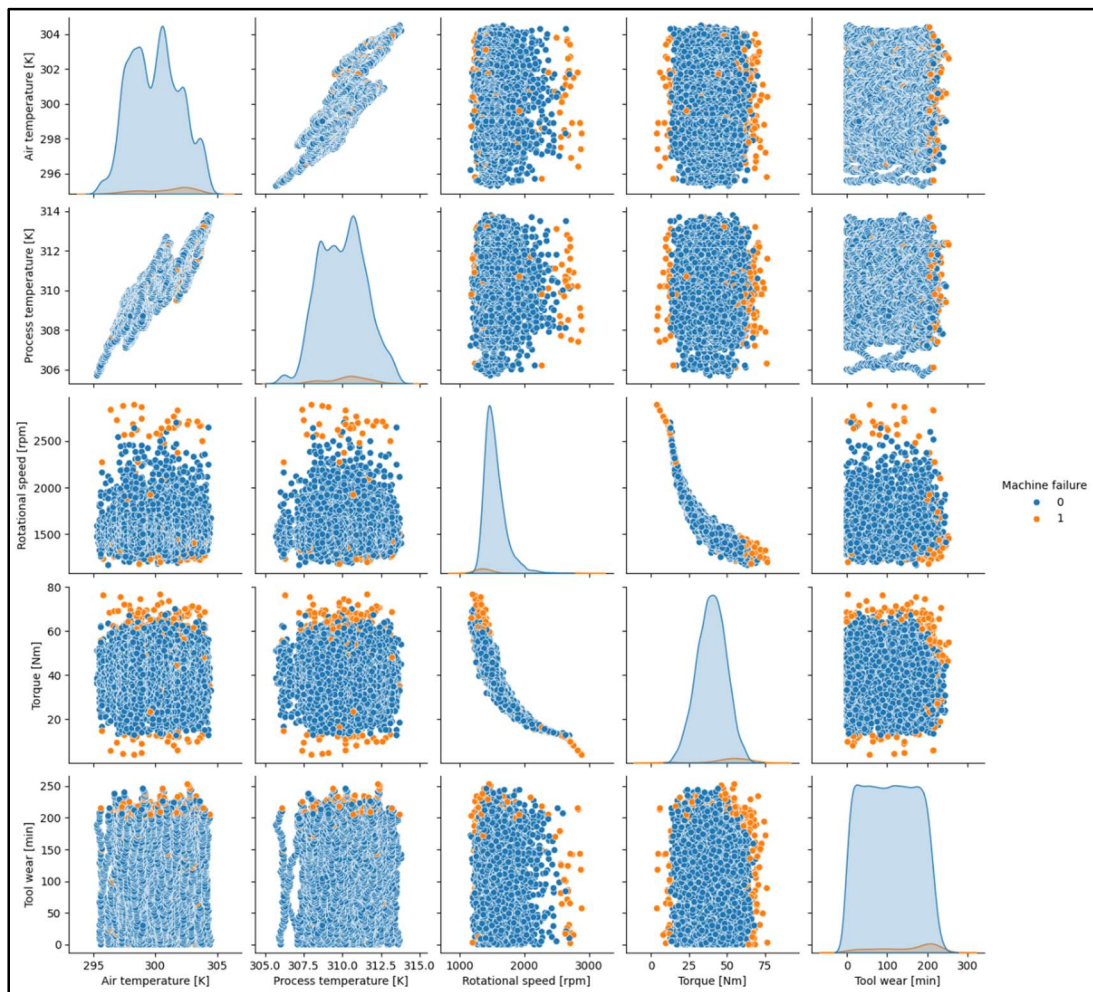 Air temperature [K]
304
302
300
298
296
Process temperature [K]
314
312
310
308
306
Rotational speed [rpm]
2500
2000
1500
Machine failure
0
1
Torque [Nm]
80
60
40
20
Tool wear [min]
250
200
150
100
50
0
295 300 305
305.0 307.5 310.0 312.5 315.0
1000 2000 3000
0 25 50 75
0 100 200 300
Air temperature [K]
Process temperature [K]
Rotational speed [rpm]
Torque [Nm]
Tool wear [min]